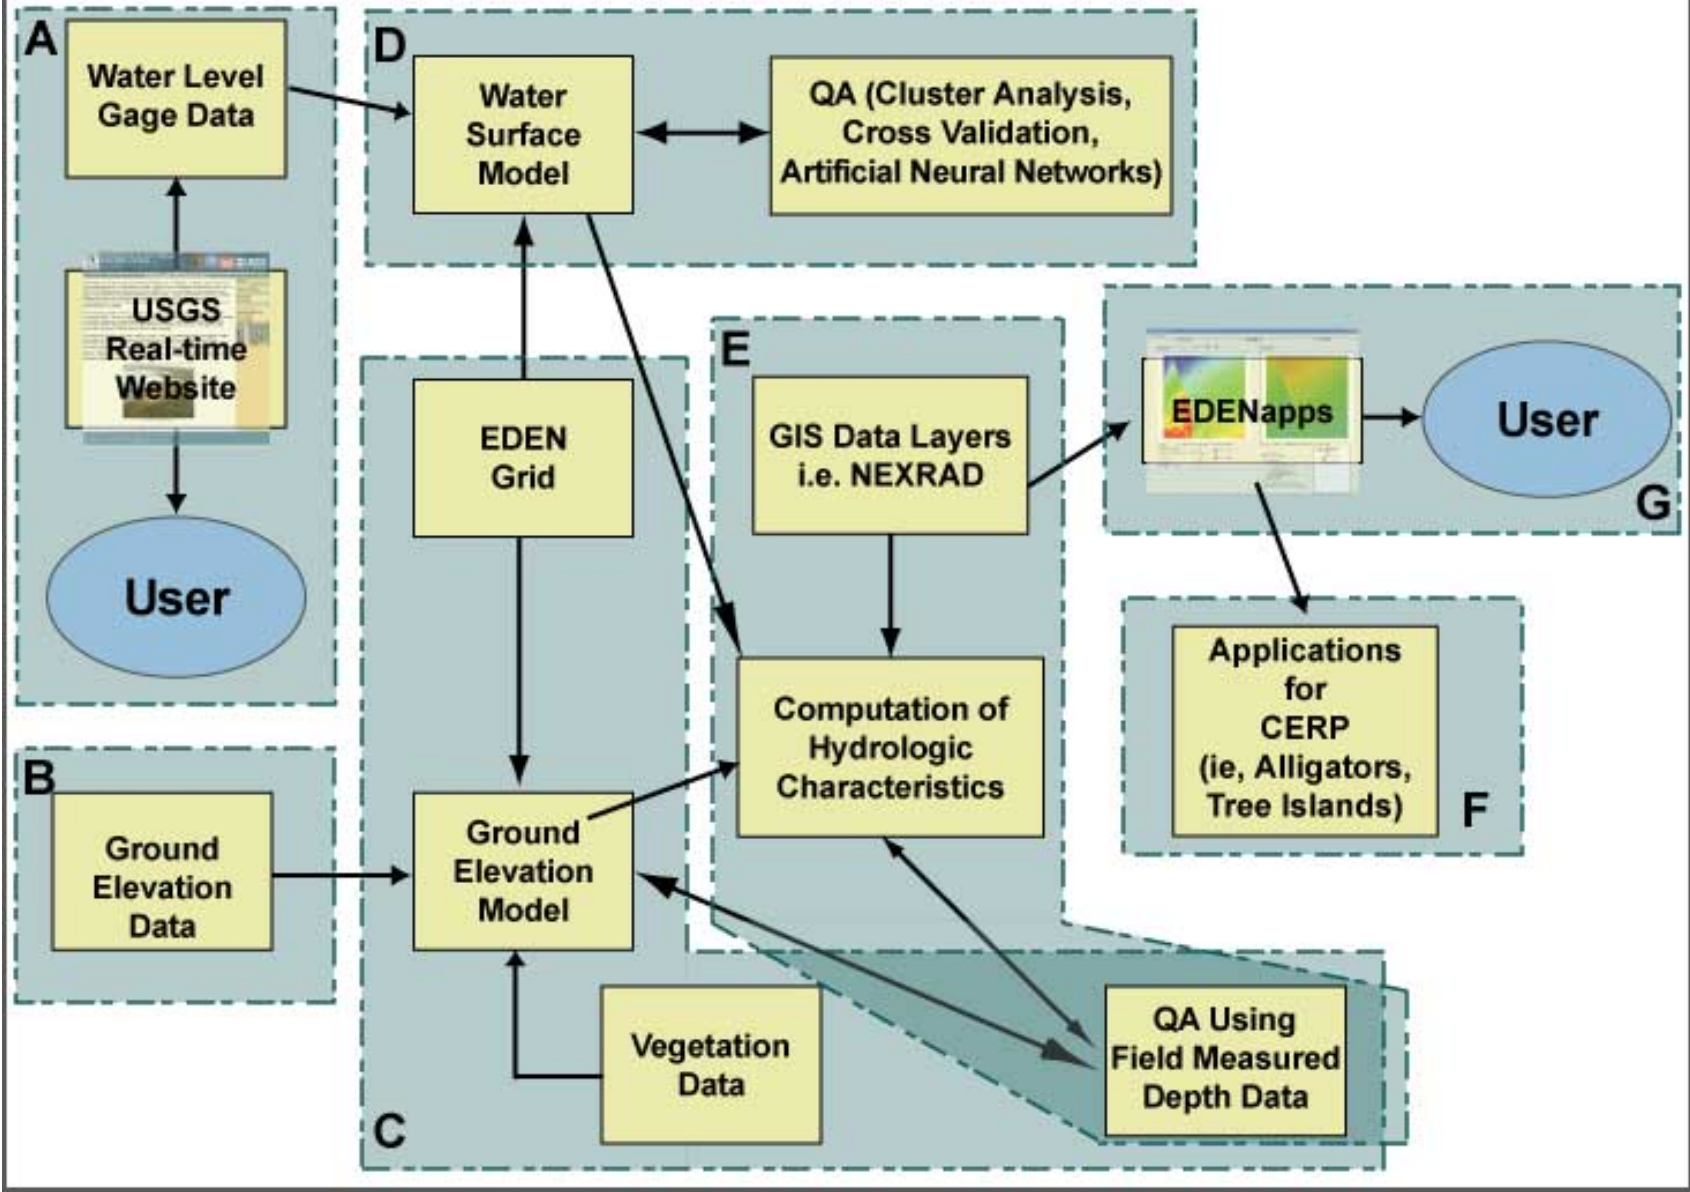 A
Water Level
Gage Data
USGS
Real-time
Website
User
B
Ground
Elevation
Data
D
Water
Surface
Model
QA (Cluster Analysis,
Cross Validation,
Artificial Neural Networks)
EDEN
Grid
Ground
Elevation
Model
Vegetation
Data
C
E
GIS Data Layers
i.e. NEXRAD
Computation of
Hydrologic
Characteristics
QA Using
Field Measured
Depth Data
EDENapps
User
G
Applications
for
CERP
(ie, Alligators,
Tree Islands)
F